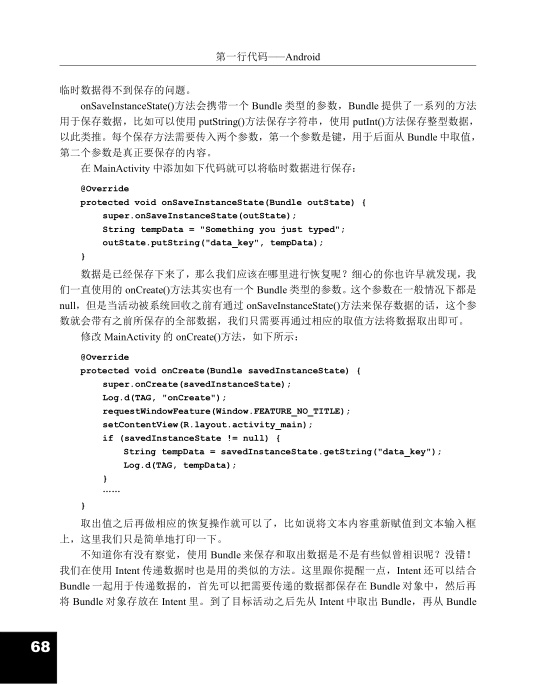 第一行代码——Android
临时数据得不到保存的问题。
onSaveInstanceState()方法会携带一个 Bundle 类型的参数，Bundle 提供了一系列的方法
用于保存数据，比如可以使用 putString()方法保存字符串，使用 putInt()方法保存整型数据，
以此类推。每个保存方法需要传入两个参数，第一个参数是键，用于后面从 Bundle 中取值，
第二个参数是真正要保存的内容。
在 MainActivity 中添加如下代码就可以将临时数据进行保存：
@Override
protected void onSaveInstanceState(Bundle outState) {
super.onSaveInstanceState(outState);
String tempData = "Something you just typed";
outState.putString("data_key", tempData);
}
数据是已经保存下来了，那么我们应该在哪里进行恢复呢？细心的你也许早就发现，我
们一直使用的 onCreate()方法其实也有一个 Bundle 类型的参数。这个参数在一般情况下都是
null，但是当活动被系统回收之前有通过 onSaveInstanceState()方法来保存数据的话，这个参
数就会带有之前所保存的全部数据，我们只需要再通过相应的取值方法将数据取出即可。
修改 MainActivity 的 onCreate()方法，如下所示：
@Override
protected void onCreate(Bundle savedInstanceState) {
super.onCreate(savedInstanceState);
Log.d(TAG, "onCreate");
requestWindowFeature(Window.FEATURE_NO_TITLE);
setContentView(R.layout.activity_main);
if (savedInstanceState != null) {
String tempData = savedInstanceState.getString("data_key");
Log.d(TAG, tempData);
}
……
}
取出值之后再做相应的恢复操作就可以了，比如说将文本内容重新赋值到文本输入框
上，这里我们只是简单地打印一下。
不知道你有没有察觉，使用 Bundle 来保存和取出数据是不是有些似曾相识呢？没错！
我们在使用 Intent 传递数据时也是用的类似的方法。这里跟你提醒一点，Intent 还可以结合
Bundle 一起用于传递数据的，首先可以把需要传递的数据都保存在 Bundle 对象中，然后再
将 Bundle 对象存放在 Intent 里。到了目标活动之后先从 Intent 中取出 Bundle，再从 Bundle
68